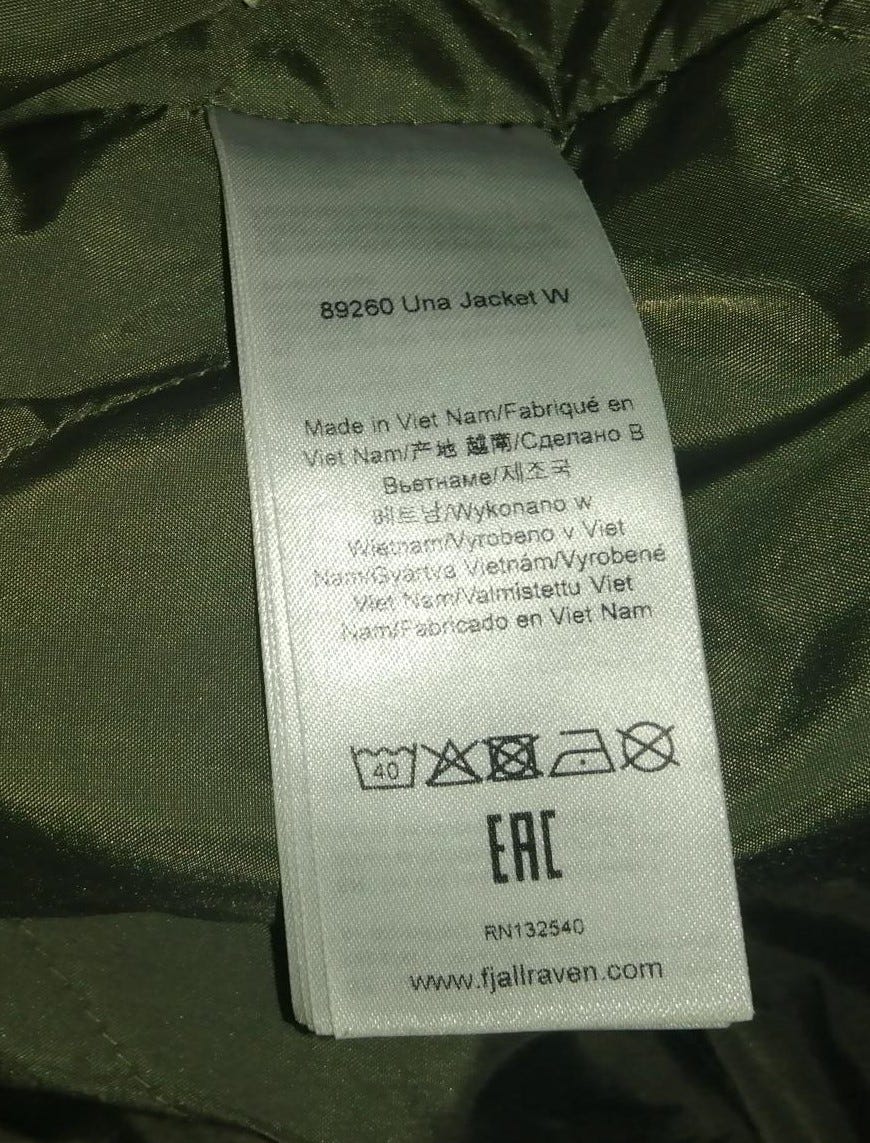 89260 Una Jacket W
Made in Viet Nam/Fabriqué en
Viet Nam/产地 越南/Сделано В
Вьетнаме/제조국
베트남/Wykonano w
Wietnam/Vyrobeno v Viet
Nam/Gyártva Vietnám/Vyrobené
Viet Nam/Valmistettu Viet
Nam/Fabricado en Viet Nam
40
EAC
RN132540
www.fjallraven.com